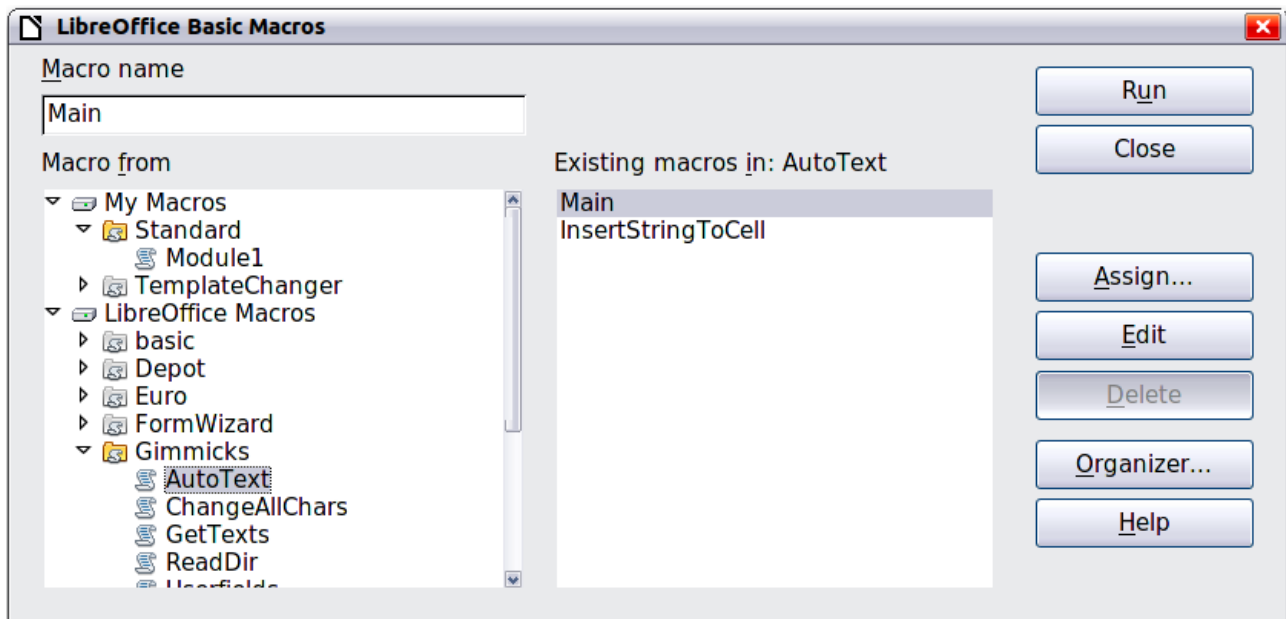 LibreOffice Basic Macros
Macro name
Main
Macro from
My Macros
Standard
Module1
TemplateChanger
LibreOffice Macros
basic
Depot
Euro
FormWizard
Gimmicks
AutoText
ChangeAllChars
GetTexts
ReadDir
Userfields
Existing macros in: AutoText
Main
InsertStringToCell
Run
Close
Assign...
Edit
Delete
Organizer...
Help